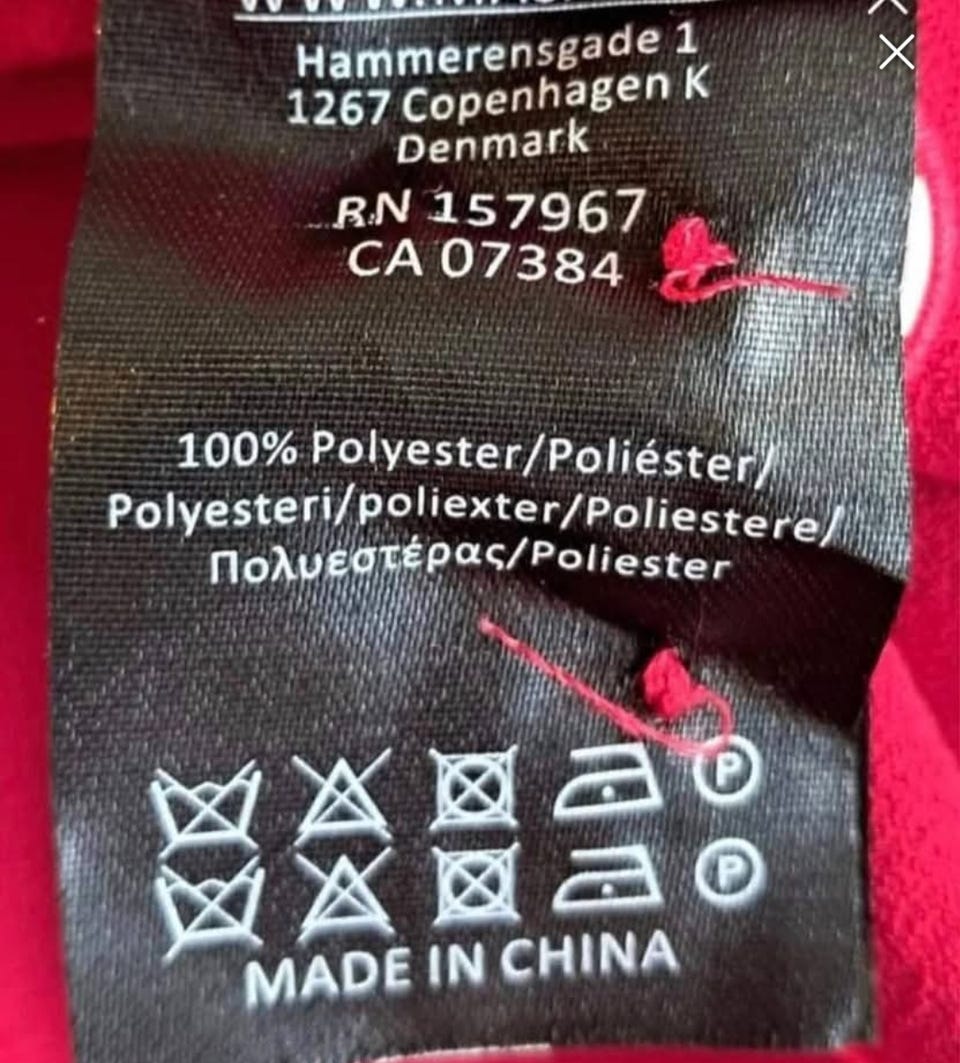 Hammerensgade 1
1267 Copenhagen K
Denmark
RN 157967
CA 07384
100% Polyester/Poliéster/
Polyesteri/poliexter/Poliestere/
Πολυεστέρας/Poliester
P
P
MADE IN CHINA